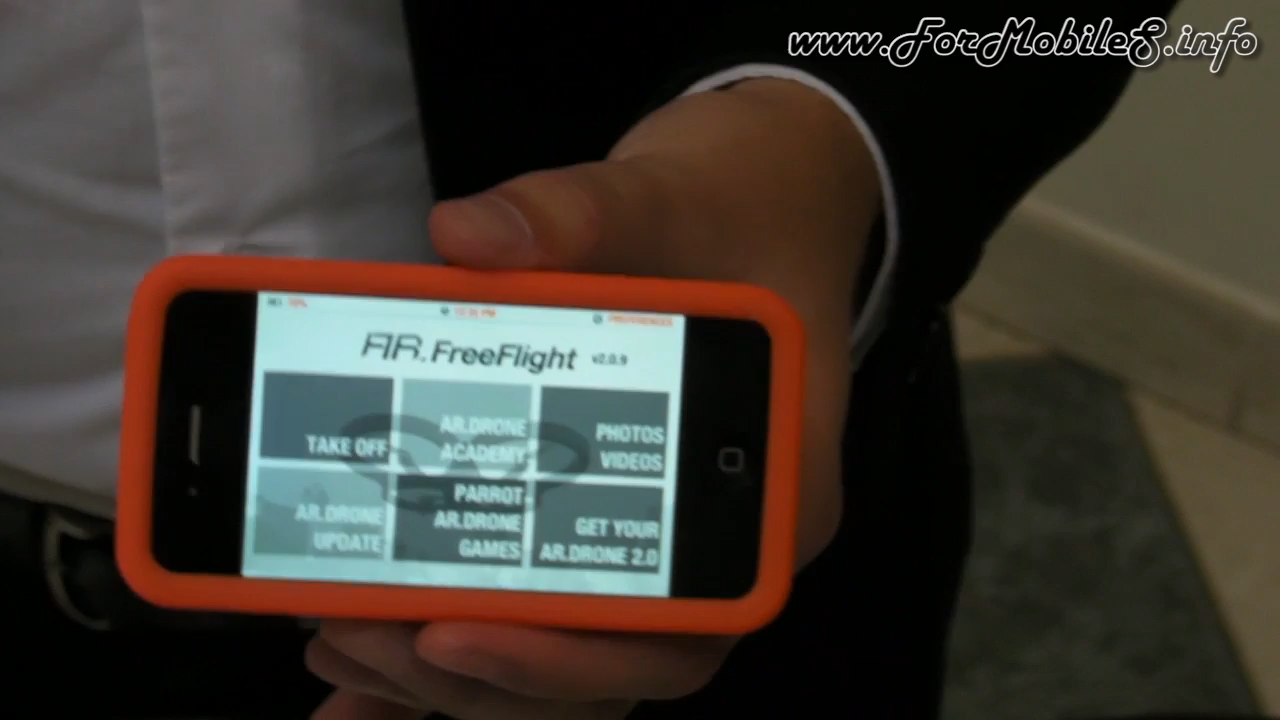 www.ForMobileS.info
PREFERENCES
AR.FreeFlight v2.0.9
TAKE OFF
AR.DRONE
ACADEMY
PHOTOS
VIDEOS
AR.DRONE
UPDATE
PARROT
AR.DRONE
GAMES
GET YOUR
AR.DRONE 2.0